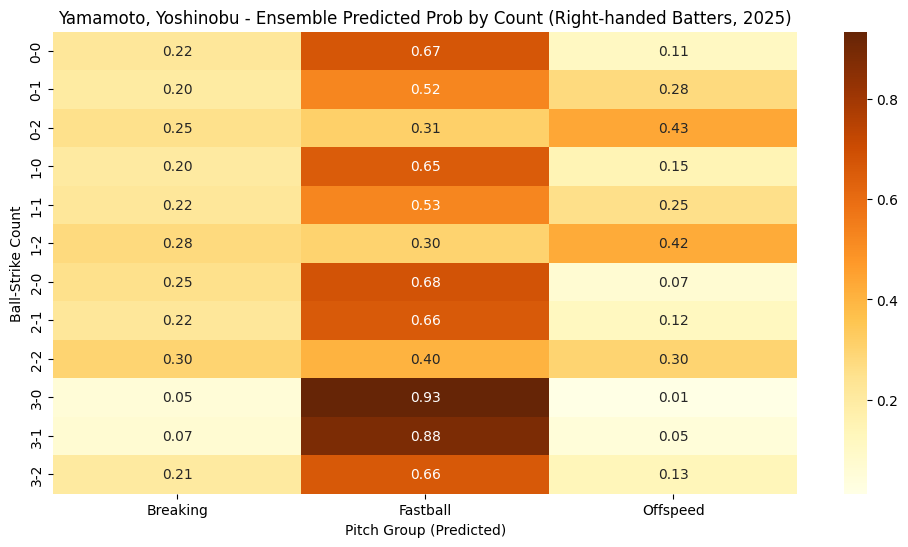 Yamamoto, Yoshinobu - Ensemble Predicted Prob by Count (Right-handed Batters, 2025)
Ball-Strike Count
0-0 0.22 0.67 0.11
0-1 0.20 0.52 0.28
0-2 0.25 0.31 0.43
1-0 0.20 0.65 0.15
1-1 0.22 0.53 0.25
1-2 0.28 0.30 0.42
2-0 0.25 0.68 0.07
2-1 0.22 0.66 0.12
2-2 0.30 0.40 0.30
3-0 0.05 0.93 0.01
3-1 0.07 0.88 0.05
3-2 0.21 0.66 0.13
Breaking Fastball Offspeed
Pitch Group (Predicted)
0.8
0.6
0.4
0.2